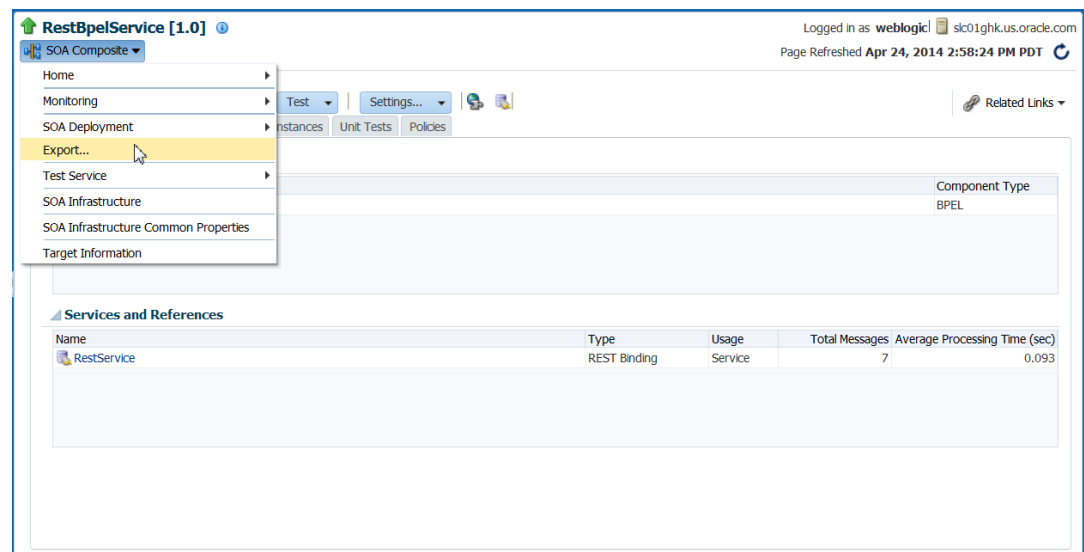 RestBpelService [1.0]
Logged in as weblogic slc01ghk.us.oracle.com
SOA Composite
Page Refreshed Apr 24, 2014 2:58:24 PM PDT
Home
Monitoring
Test
Settings...
Related Links
SOA Deployment
nstances
Unit Tests
Policies
Export...
Test Service
Component Type
SOA Infrastructure
BPEL
SOA Infrastructure Common Properties
Target Information
Services and References
Name Type Usage Total Messages Average Processing Time (sec)
RestService REST Binding Service 7 0.093